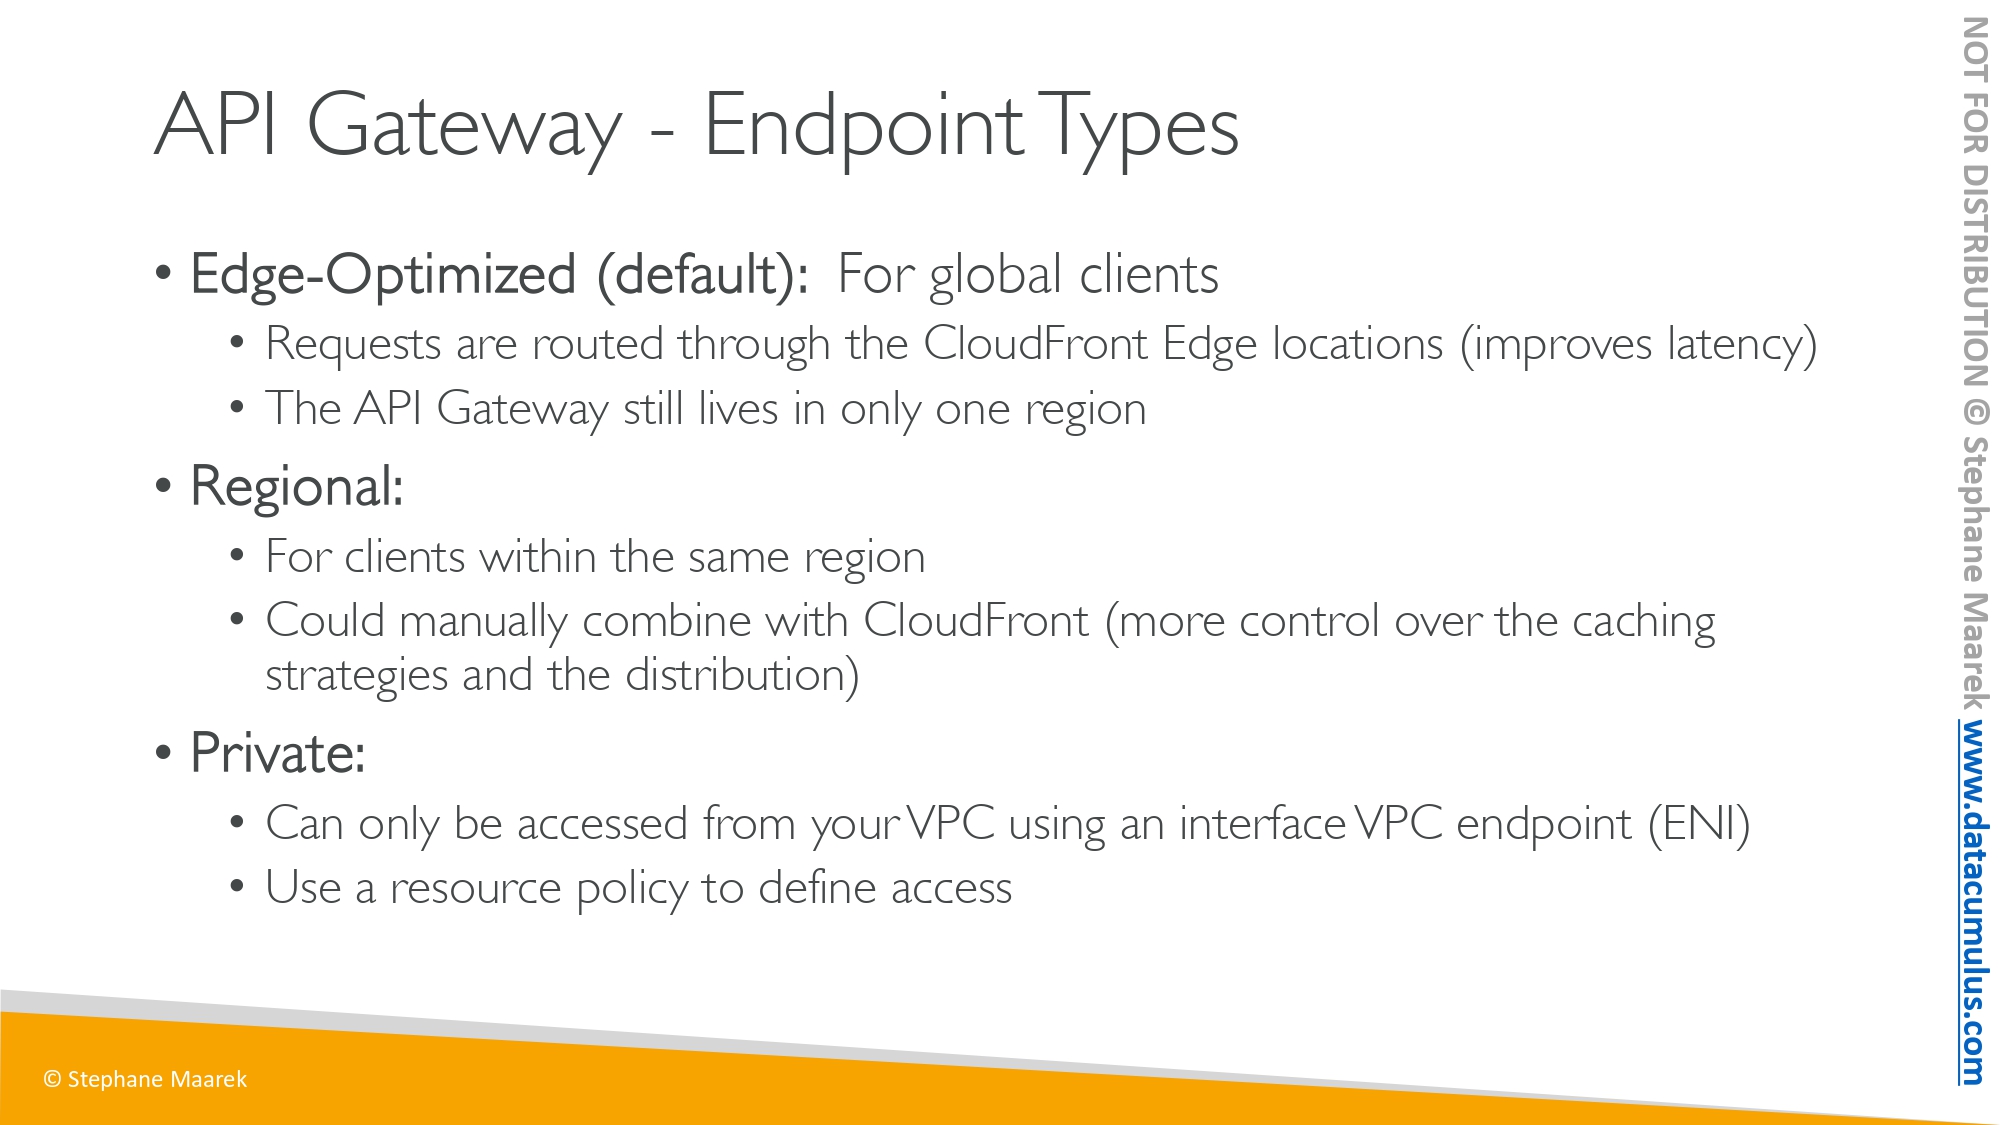 API Gateway - Endpoint Types
• Edge-Optimized (default): For global clients
• Requests are routed through the CloudFront Edge locations (improves latency)
• The API Gateway still lives in only one region
• Regional:
• For clients within the same region
• Could manually combine with CloudFront (more control over the caching
strategies and the distribution)
• Private:
• Can only be accessed from your VPC using an interface VPC endpoint (ENI)
• Use a resource policy to define access
© Stephane Maarek
NOT FOR DISTRIBUTION © Stephane Maarek www.datacumulus.com